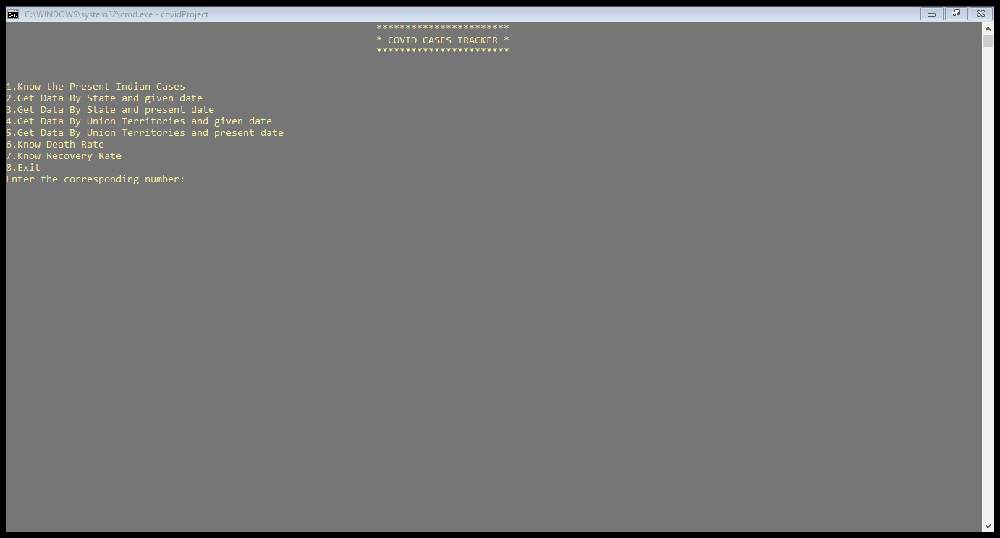 C:\WINDOWS\system32\cmd.exe - covidProject
***********************
* COVID CASES TRACKER *
***********************
1.Know the Present Indian Cases
2.Get Data By State and given date
3.Get Data By State and present date
4.Get Data By Union Territories and given date
5.Get Data By Union Territories and present date
6.Know Death Rate
7.Know Recovery Rate
8.Exit
Enter the corresponding number: